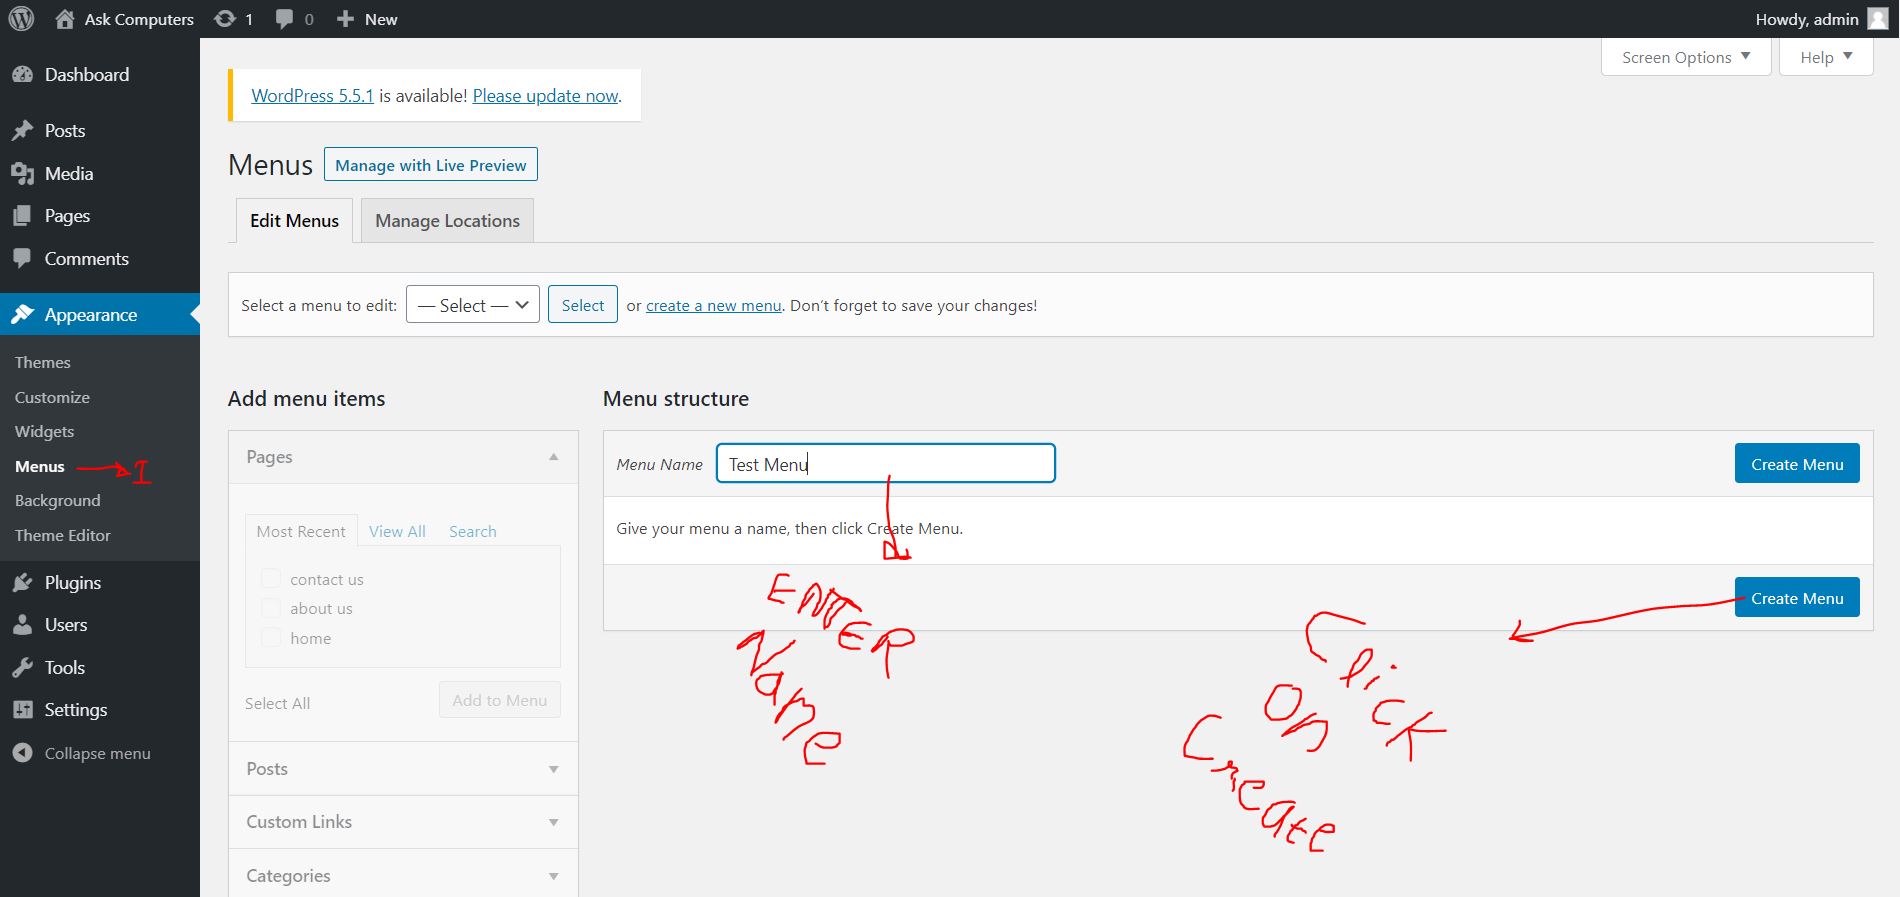 Ask Computers 1 0 New Howdy, admin
Screen Options Help
Dashboard
Posts
Media
Pages
Comments
Appearance
Themes
Customize
Widgets
Menus I
Background
Theme Editor
Plugins
Users
Tools
Settings
Collapse menu
WordPress 5.5.1 is available! Please update now.
Menus Manage with Live Preview
Edit Menus Manage Locations
Select a menu to edit: — Select — Select or create a new menu. Don’t forget to save your changes!
Add menu items
Pages
Most Recent View All Search
contact us
about us
home
Select All Add to Menu
Posts
Custom Links
Categories
Menu structure
Menu Name Test Menu Create Menu
Give your menu a name, then click Create Menu.
Create Menu
ENTER
Name
Click
On
Create